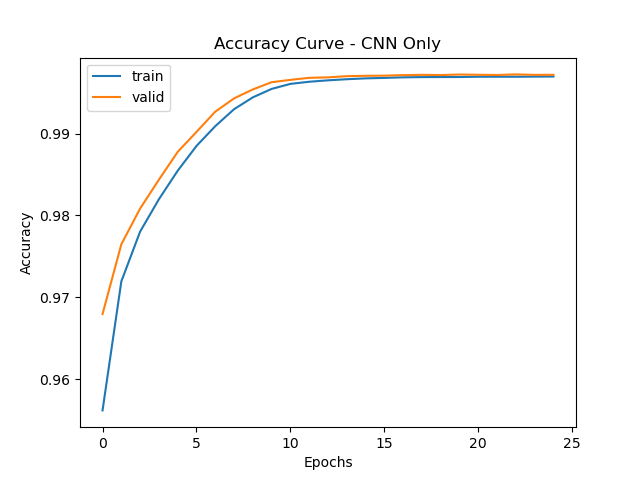 Accuracy Curve - CNN Only
train
valid
Accuracy
0.99
0.98
0.97
0.96
0 5 10 15 20 25
Epochs